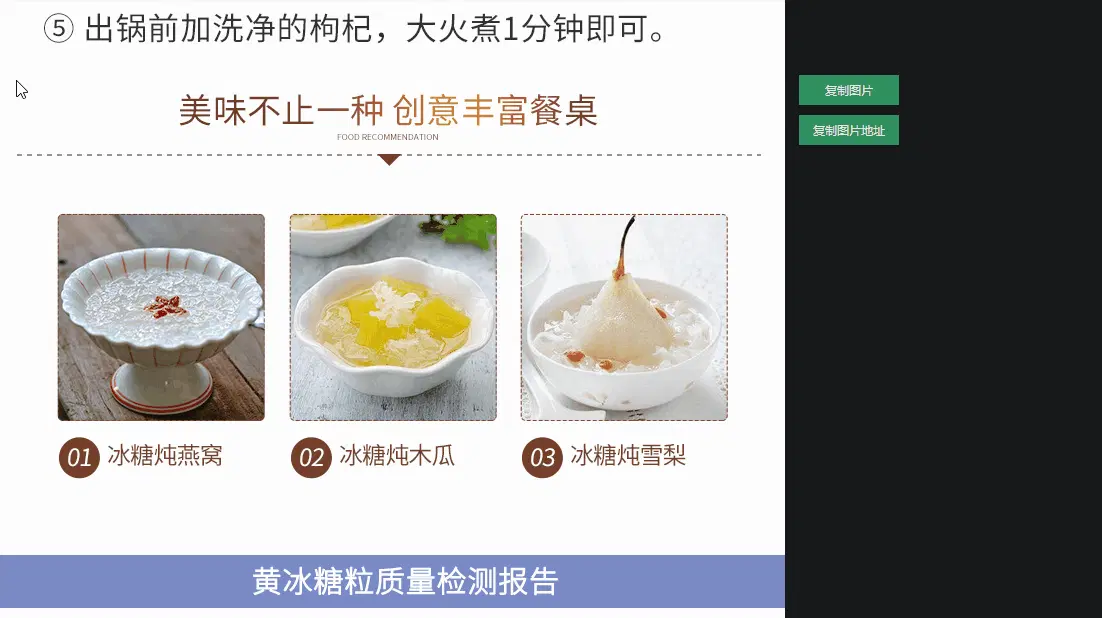 ⑤ 出锅前加洗净的枸杞，大火煮1分钟即可。
复制图片
复制图片地址
美味不止一种 创意丰富餐桌
FOOD RECOMMENDATION
01 冰糖炖燕窝
02 冰糖炖木瓜
03 冰糖炖雪梨
黄冰糖粒质量检测报告